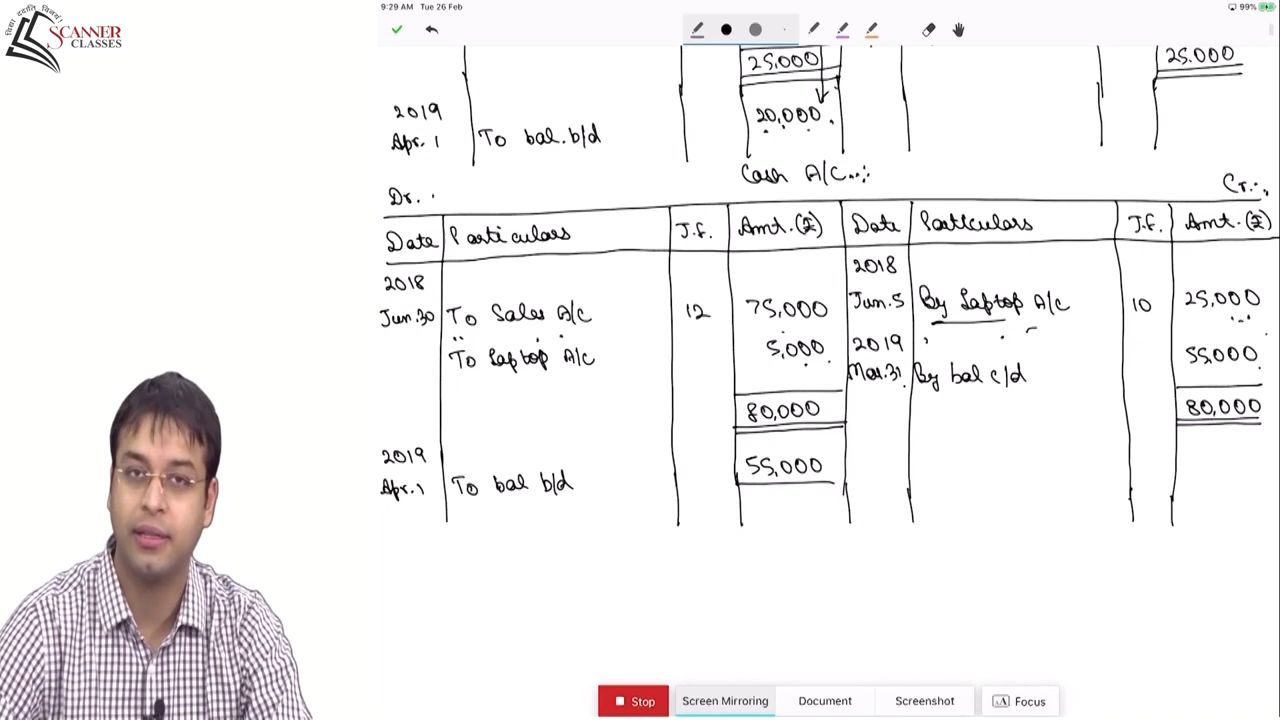 9:29 AM Tue 26 Feb
99%
SCANNER
CLASSES
25,000 25,000
2019
20,000
Apr. 1 To bal. b/d
Cash A/C
Dr. Cr.
Date Particulars J.F. Amt. (₹) Date Particulars J.F. Amt. (₹)
2018 2018
Jun. 30 To Sales A/C 12 75,000 Jun. 5 By Laptop A/C 10 25,000
To Laptop A/C 5,000 2019 55,000
Mar. 31 By bal c/d
80,000 80,000
2019 55,000
Apr. 1 To bal b/d
Stop Screen Mirroring Document Screenshot AA Focus